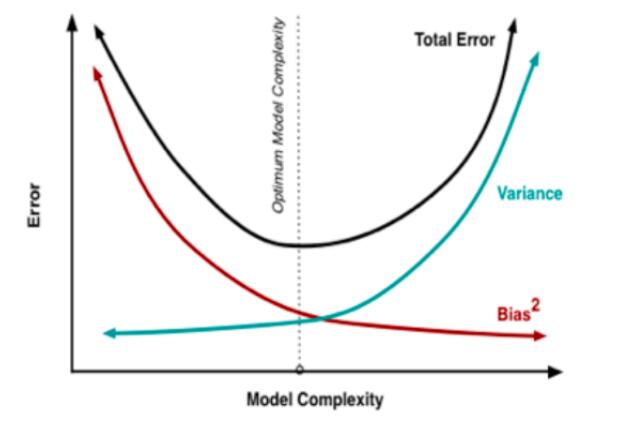 Total Error
Optimum Model Complexity
Error
Variance
Bias²
Model Complexity